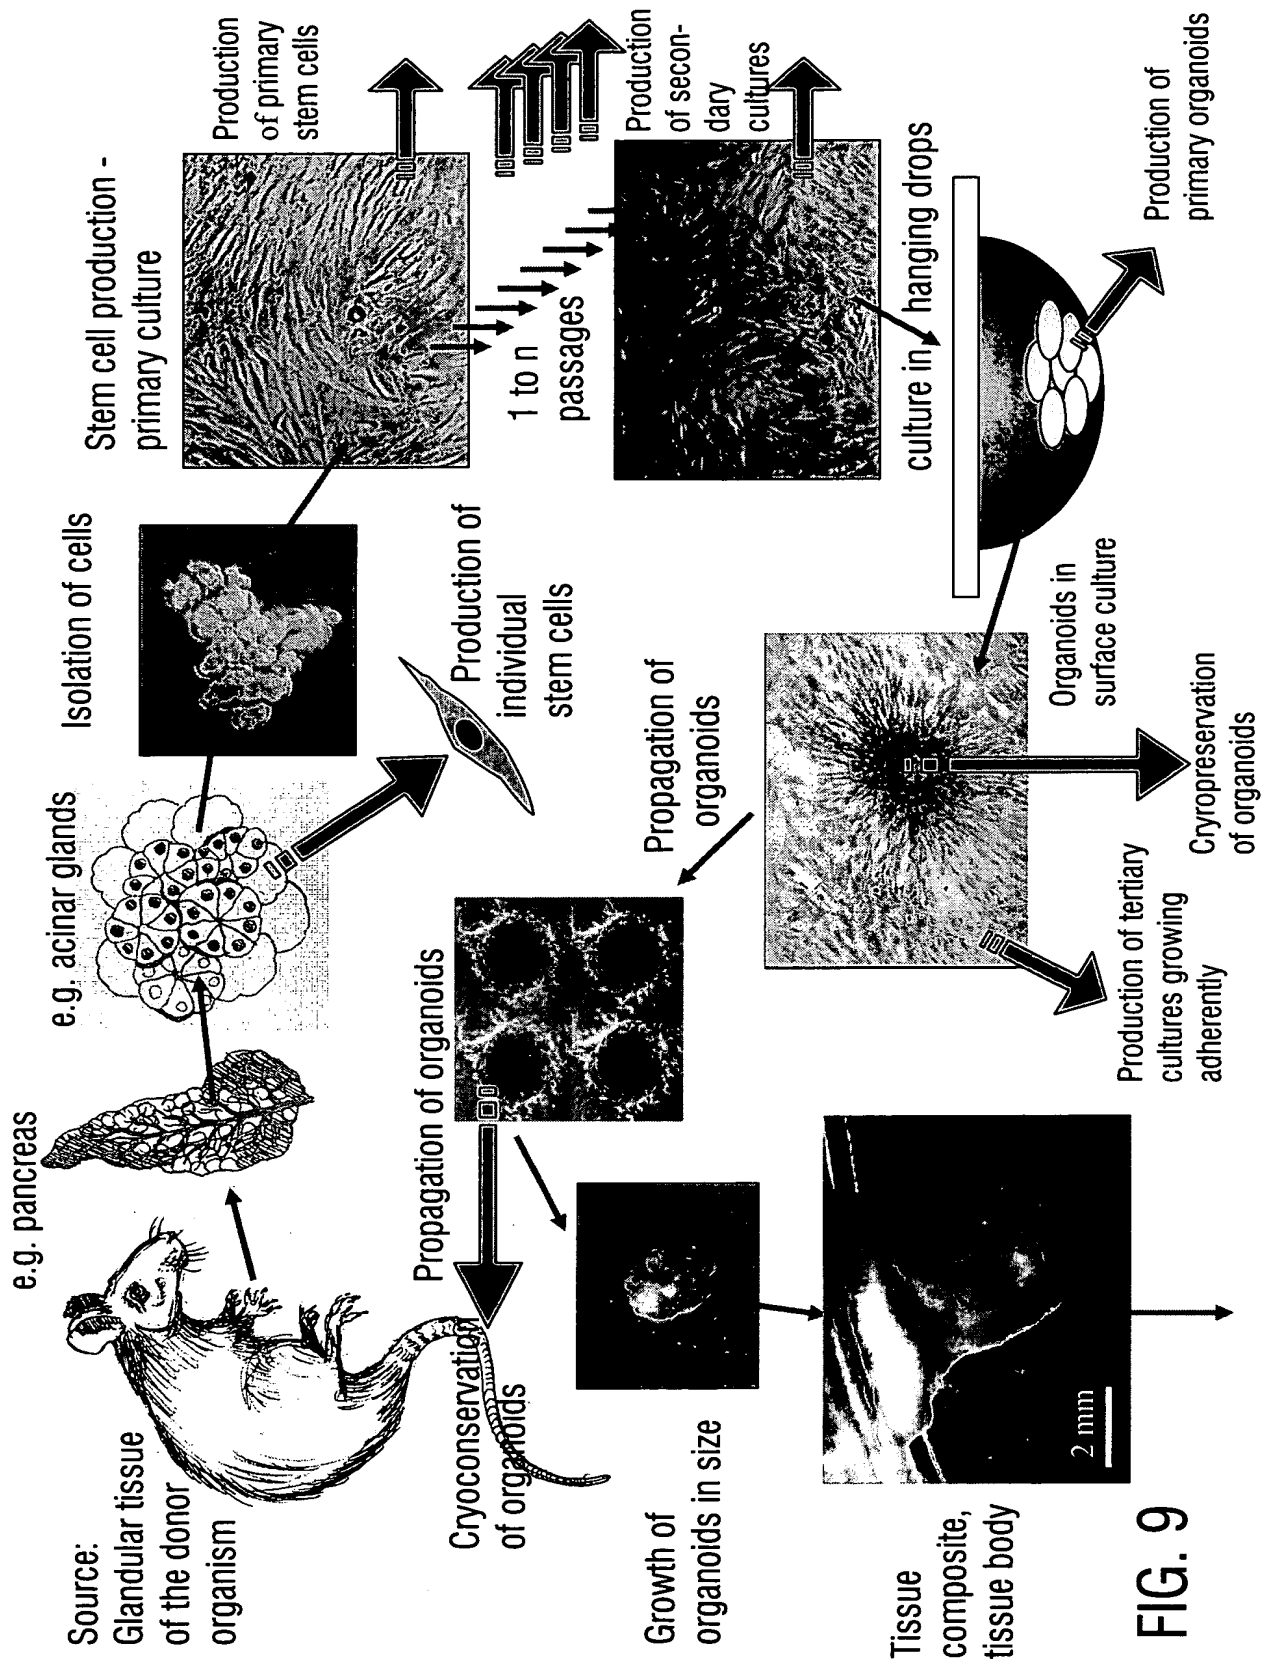 Source:
Glandular tissue
of the donor
organism
e.g. pancreas
e.g. acinar glands
Isolation of cells
Stem cell production -
primary culture
Production
of primary
stem cells
Production of
individual
stem cells
1 to n
passages
Production
of secon-
dary
cultures
culture in hanging drops
Production of
primary organoids
Organoids in
surface culture
Cryropreservation
of organoids
Production of tertiary
cultures growing
adherently
Propagation of
organoids
Propagation of organoids
Cryoconservation
of organoids
Growth of
organoids in size
Tissue
composite,
tissue body
2 mm
FIG. 9